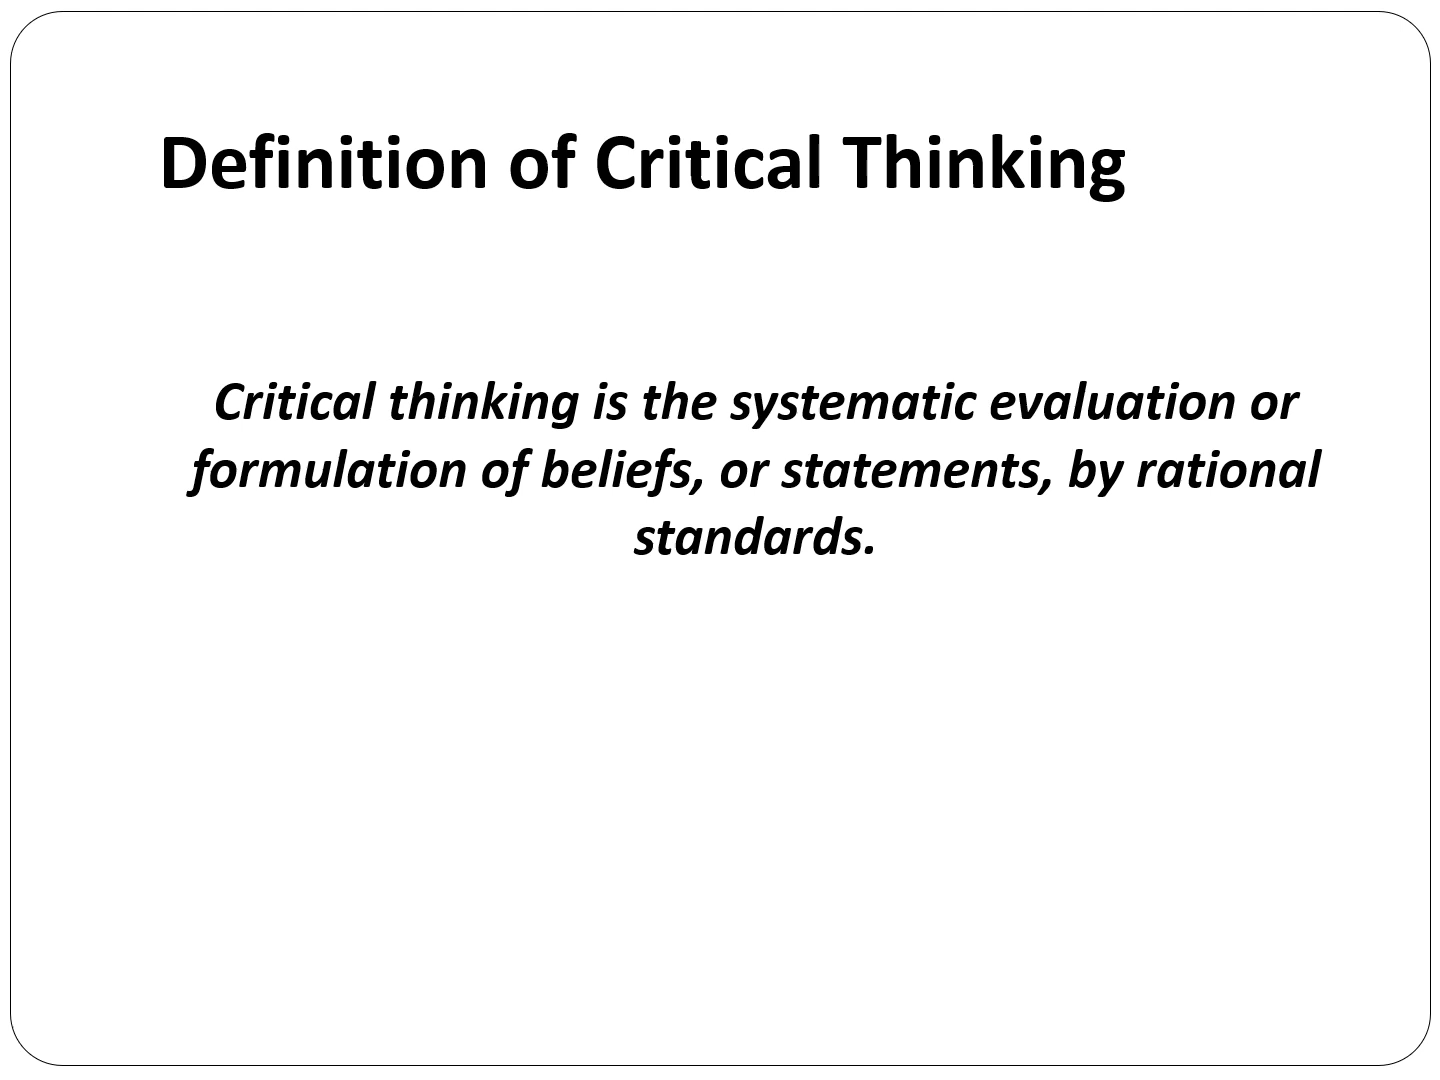 Definition of Critical Thinking
Critical thinking is the systematic evaluation or
formulation of beliefs, or statements, by rational
standards.